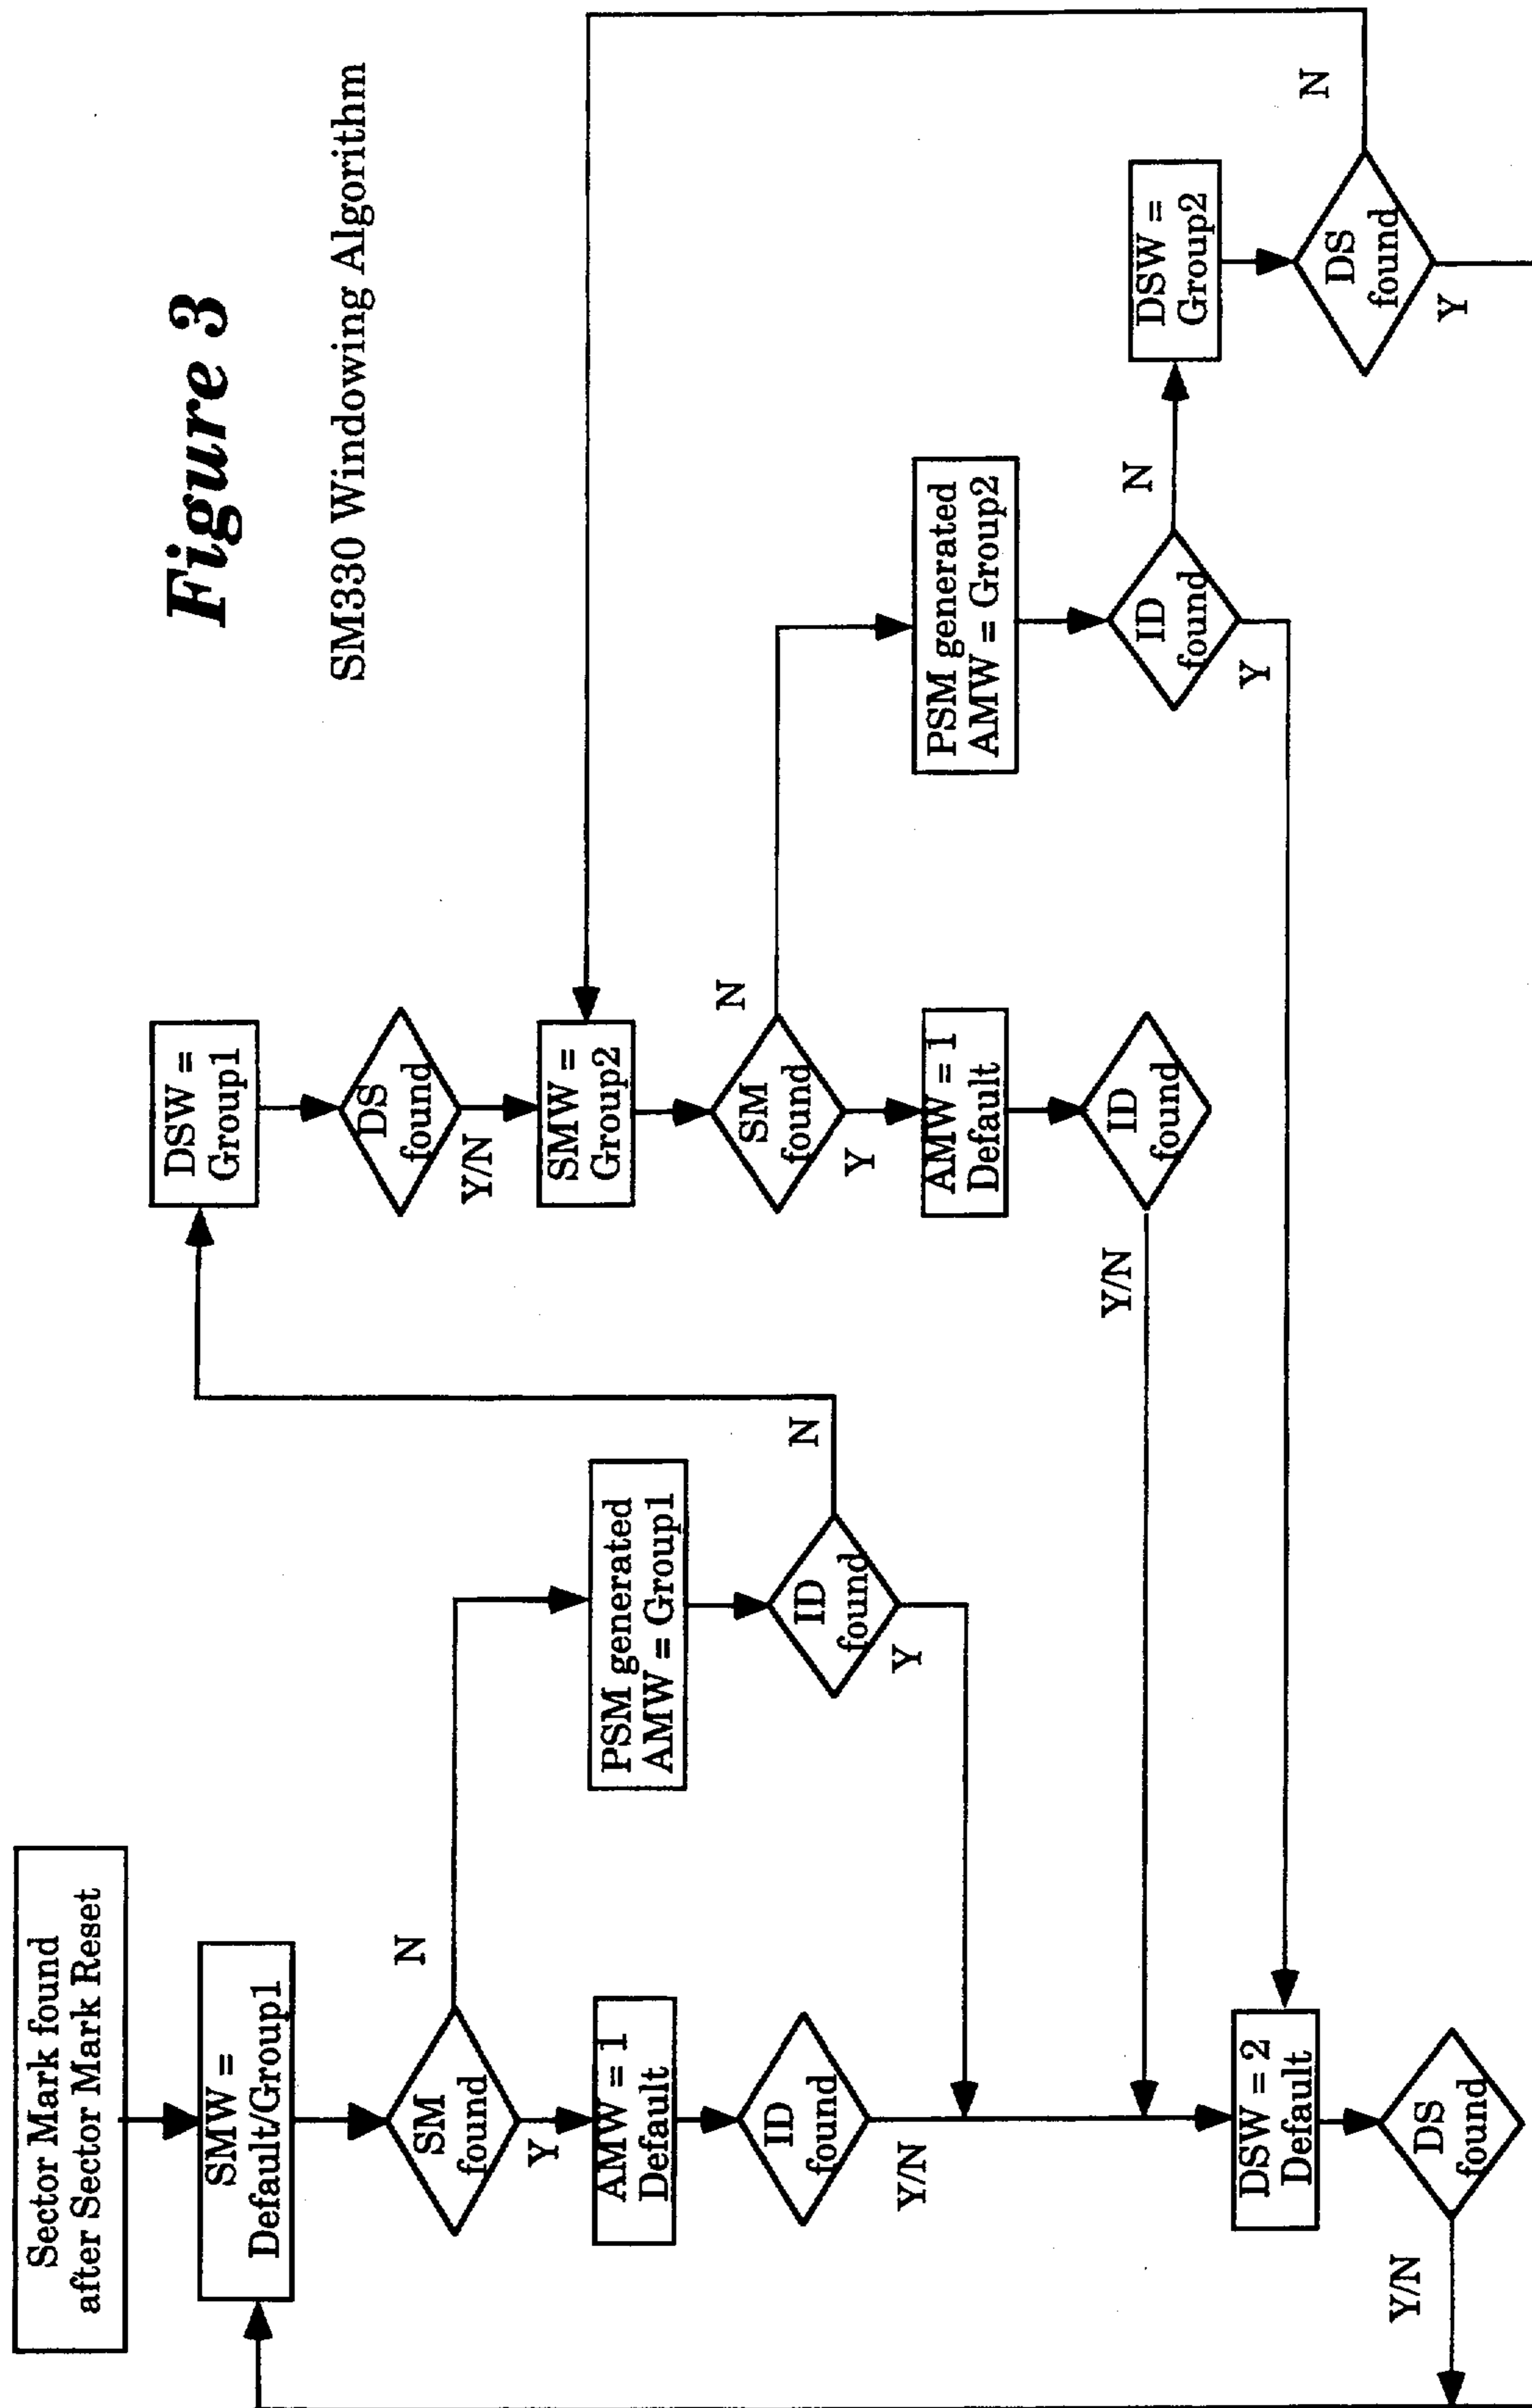 Figure 3
SM330 Windowing Algorithm
Sector Mark found
after Sector Mark Reset
SMW =
Default/Group1
SM
found
N
Y
AMW = 1
Default
ID
found
Y/N
PSM generated
AMW = Group1
ID
found
N
Y
DSW =
Group1
DS
found
Y/N
SMW =
Group2
SM
found
N
Y
AMW = 1
Default
ID
found
Y/N
PSM generated
AMW = Group2
ID
found
N
Y
DSW =
Group2
DS
found
N
Y
DSW = 2
Default
DS
found
Y/N